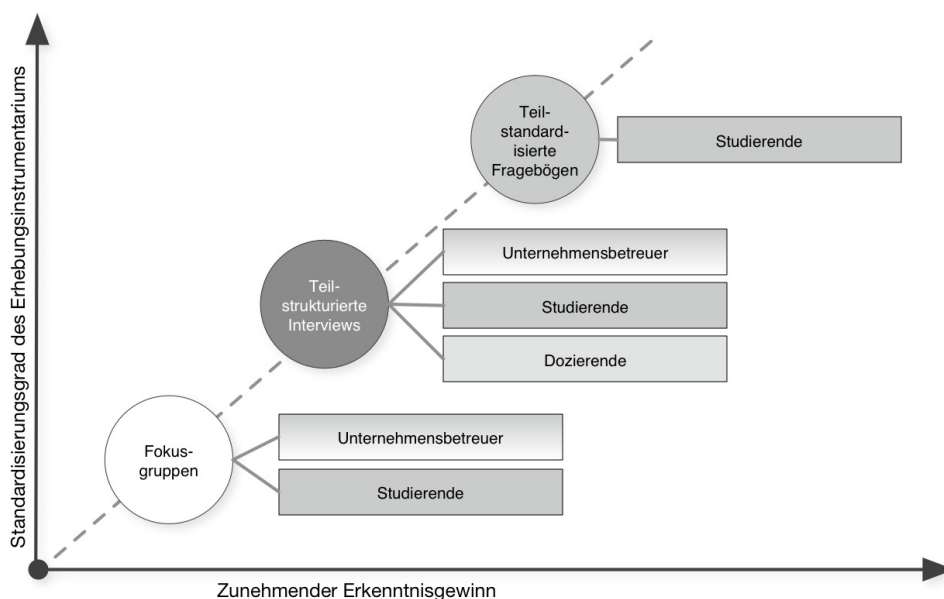 Standardisierungsgrad des Erhebungsinstrumentariums
Teil-
standard-
isierte
Fragebögen
Studierende
Teil-
strukturierte
Interviews
Unternehmensbetreuer
Studierende
Dozierende
Fokus-
gruppen
Unternehmensbetreuer
Studierende
Zunehmender Erkenntnisgewinn